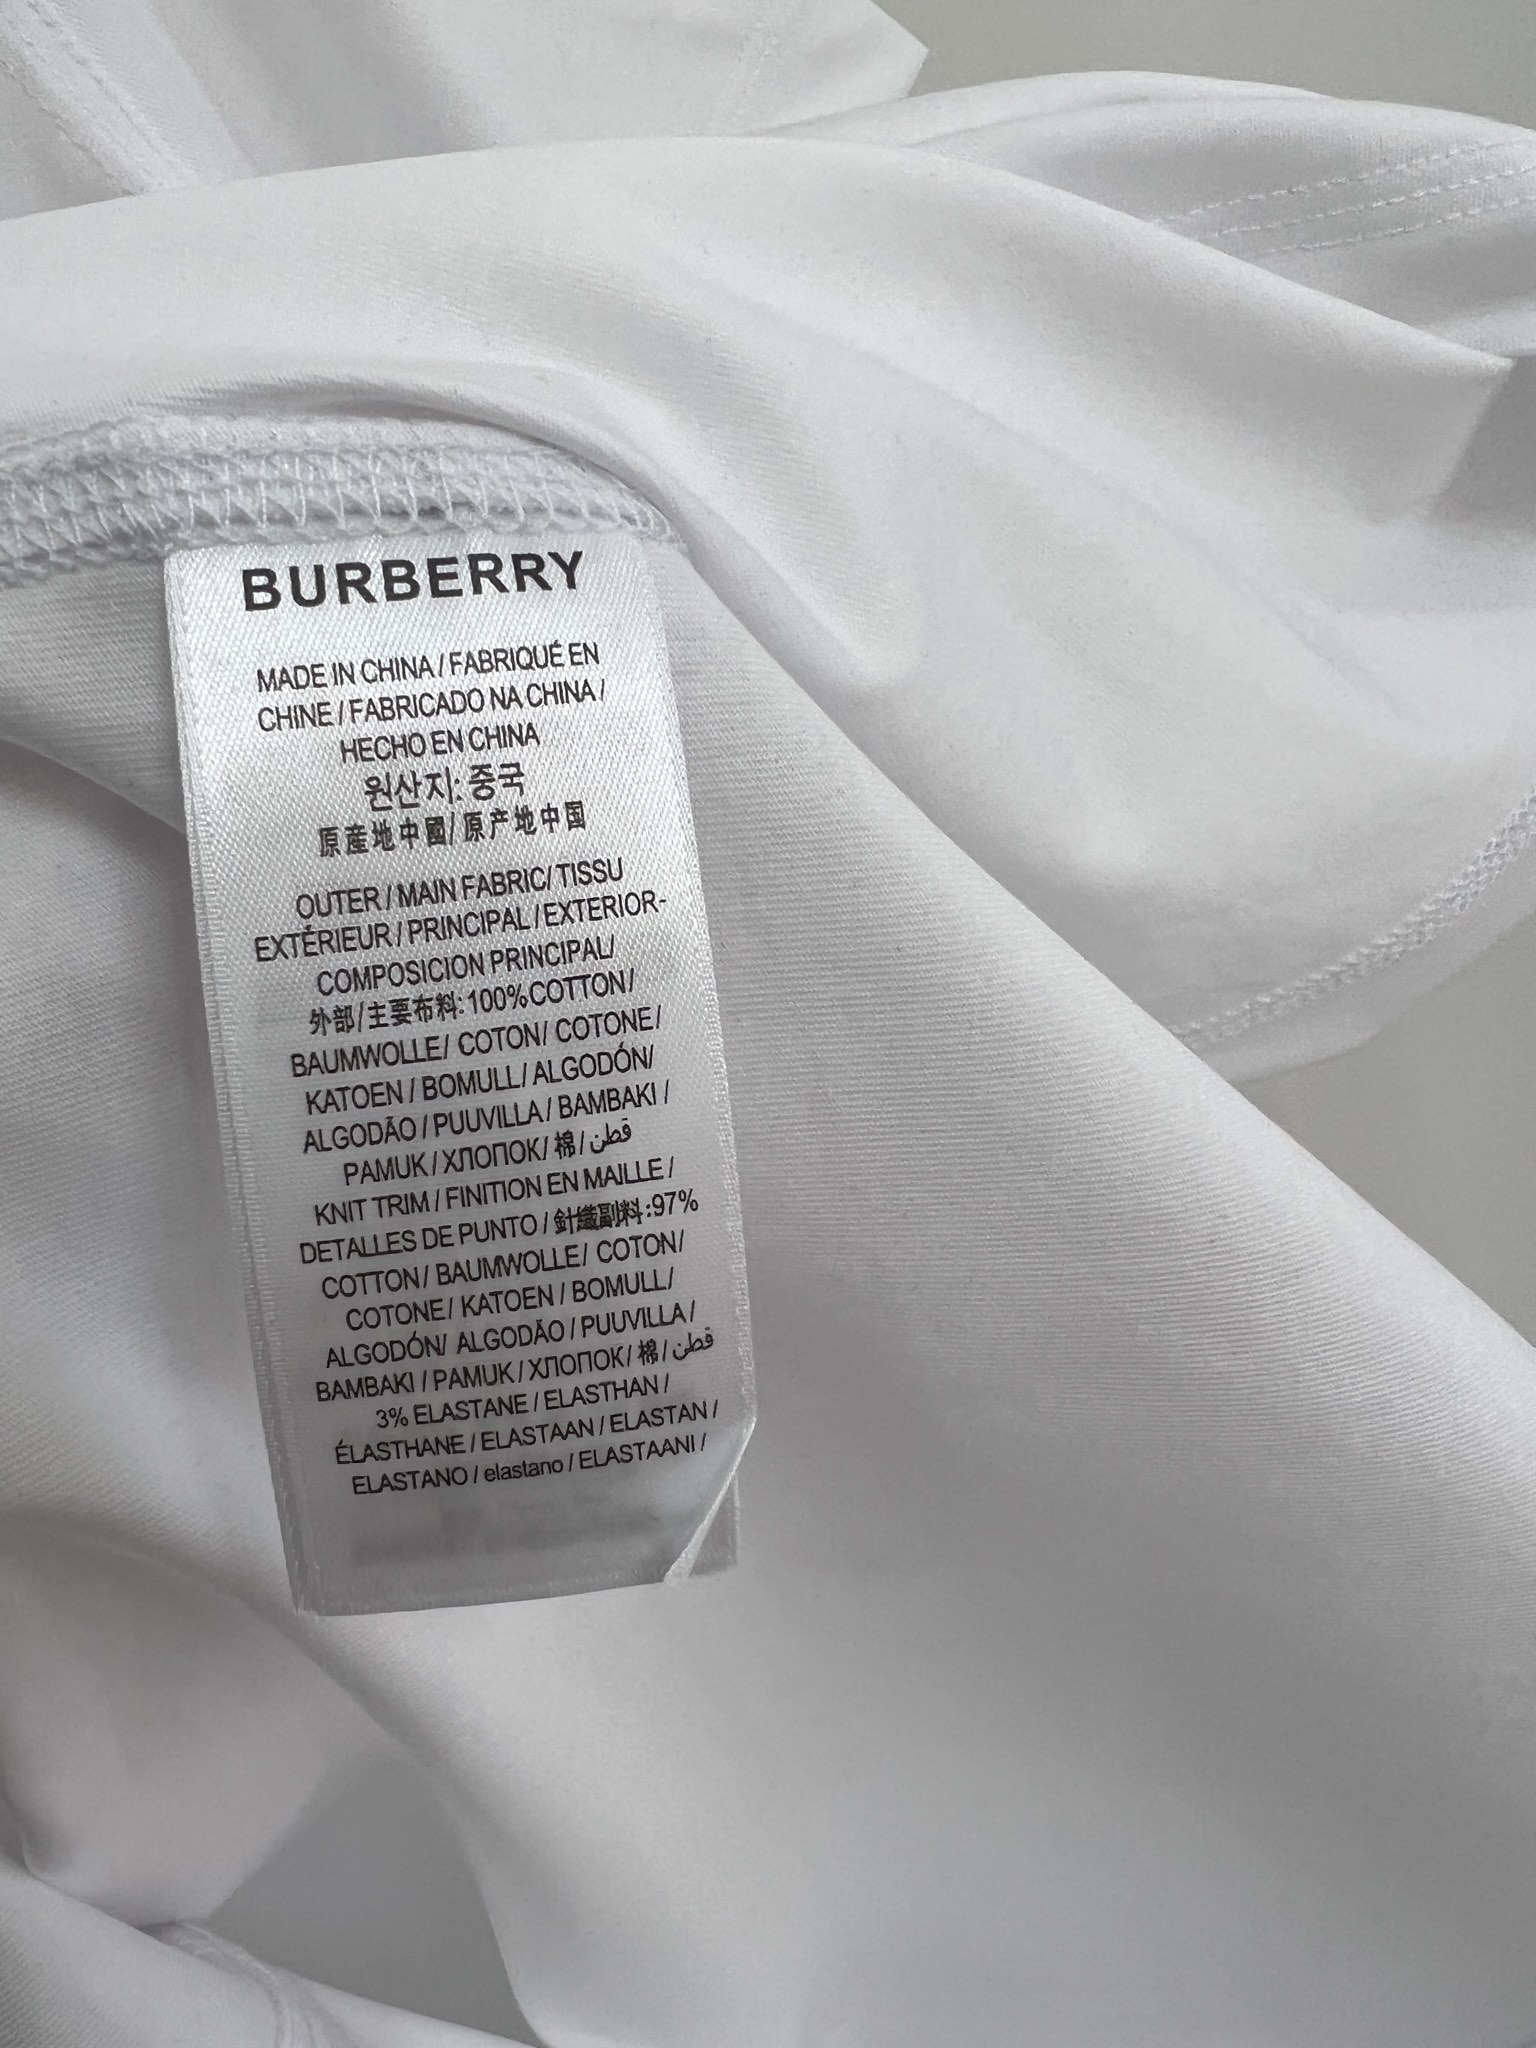 BURBERRY
MADE IN CHINA / FABRIQUÉ EN
CHINE / FABRICADO NA CHINA /
HECHO EN CHINA
원산지: 중국
原産地中國/ 原产地中国
OUTER / MAIN FABRIC/ TISSU
EXTÉRIEUR / PRINCIPAL / EXTERIOR-
COMPOSICION PRINCIPAL/
外部/主要布料:100%COTTON/
BAUMWOLLE/ COTON/ COTONE/
KATOEN / BOMULL/ ALGODÓN/
ALGODÃO / PUUVILLA / BAMBAKI /
PAMUK / ХЛОПОК/ 棉/ قطن
KNIT TRIM / FINITION EN MAILLE /
DETALLES DE PUNTO / 針織副料:97%
COTTON / BAUMWOLLE/ COTON/
COTONE/ KATOEN / BOMULL/
ALGODÓN/ ALGODÃO / PUUVILLA /
BAMBAKI / PAMUK / ХЛОПОК/ 棉/ قطن
3% ELASTANE / ELASTHAN /
ÉLASTHANE / ELASTAAN / ELASTAN /
ELASTANO / elastano / ELASTAANI /